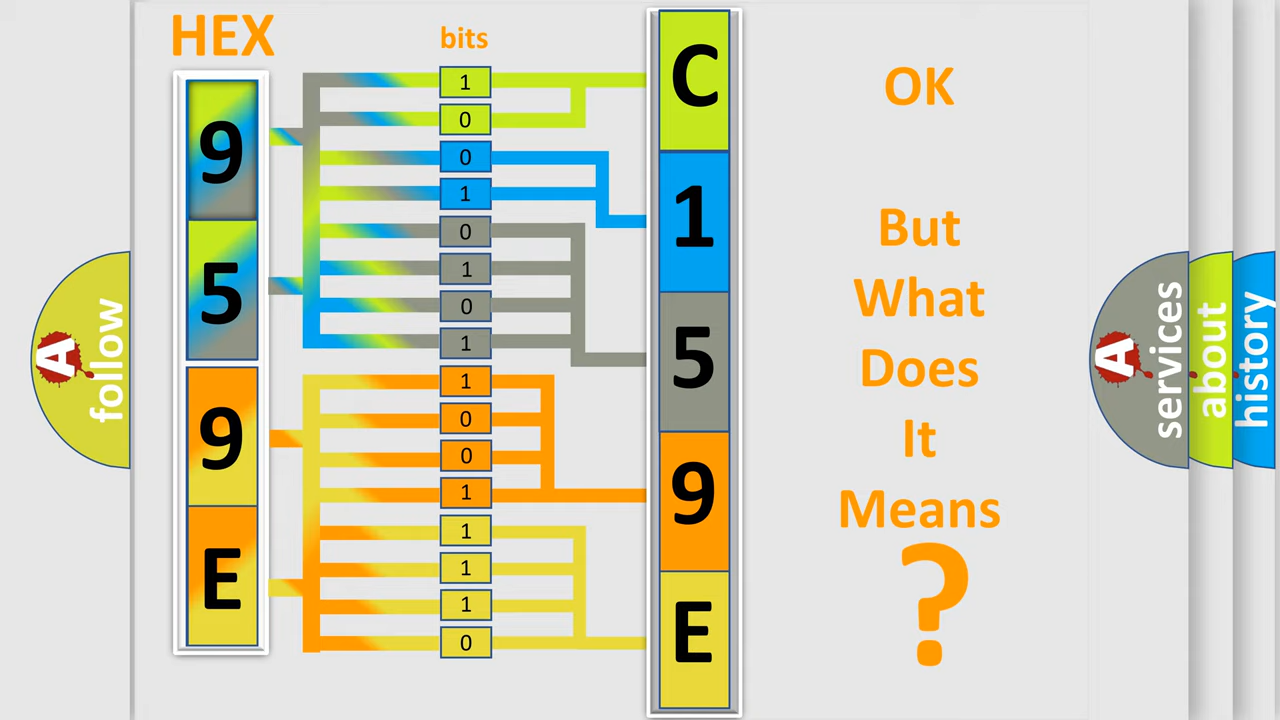 HEX
bits
9
5
9
E
1
0
0
1
0
1
0
1
1
0
0
1
1
1
1
0
C
1
5
9
E
OK
But
What
Does
It
Means
?
A
follow
A
services
about
history